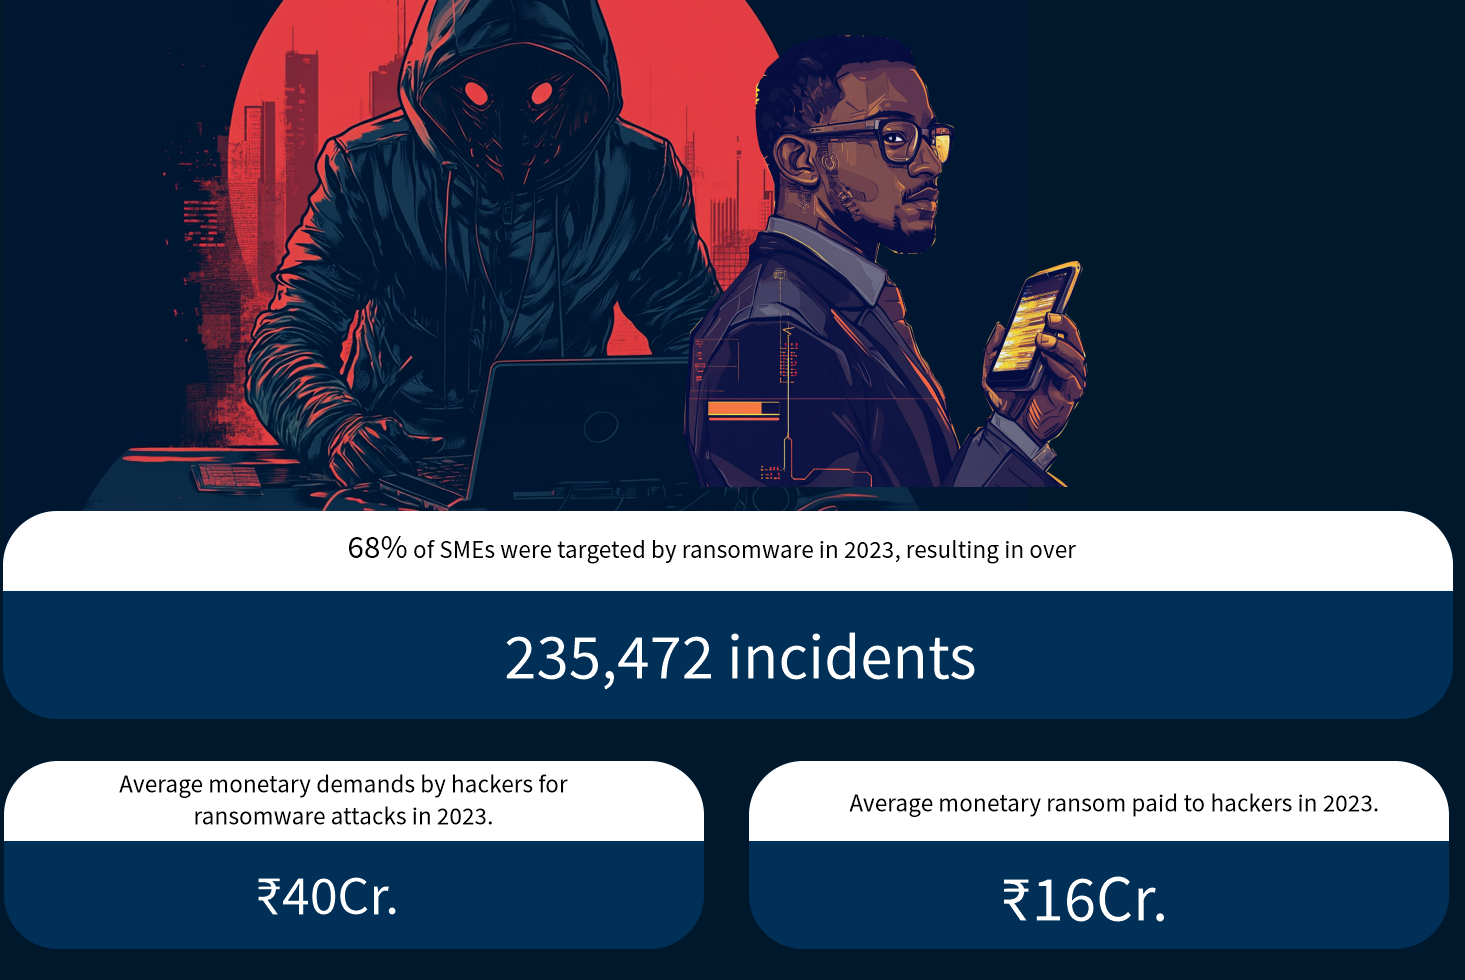 68% of SMEs were targeted by ransomware in 2023, resulting in over
235,472 incidents
Average monetary demands by hackers for
ransomware attacks in 2023.
₹40Cr.
Average monetary ransom paid to hackers in 2023.
₹16Cr.